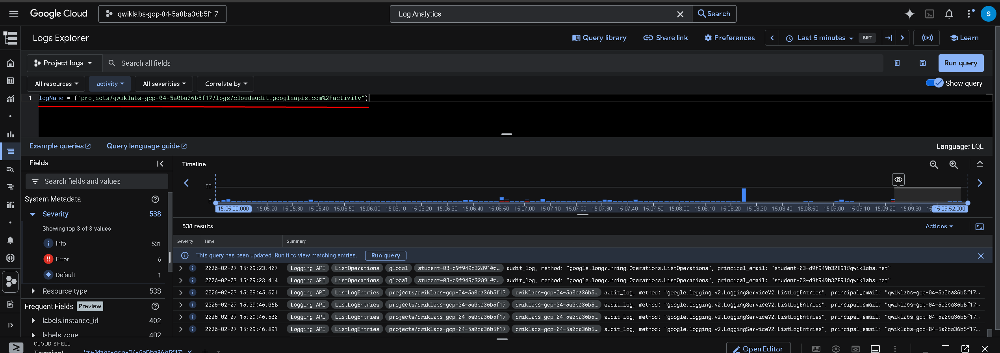 Google Cloud
qwiklabs-gcp-04-5a0ba36b5f17
Log Analytics
Search
S
Logs Explorer
Query library
Share link
Preferences
Last 5 minutes
BRT
Learn
Project logs
Search all fields
Run query
All resources
activity
All severities
Correlate by
Show query
1 logName = ("projects/qwiklabs-gcp-04-5a0ba36b5f17/logs/cloudaudit.googleapis.com%2Factivity")
Example queries
Query language guide
Language: LQL
Fields
Search fields and values
System Metadata
Severity 538
Showing top 3 of 3 values
Info 531
Error 6
Default 1
Resource type 538
Frequent Fields Preview
labels.instance_id 402
labels.zone 402
Timeline
50
0
15:05:00.000 15:05:20 15:05:30 15:05:40 15:05:50 15:06:00 15:06:10 15:06:20 15:06:30 15:06:40 15:06:50 15:07:00 15:07:10 15:07:20 15:07:30 15:07:40 15:07:50 15:08:00 15:08:10 15:08:20 15:08:30 15:08:40 15:08:50 15:09:00 15:09:10 15:09:20 15:09:30 15 15:09:52.000
538 results
Actions
Severity Time Summary
This query has been updated. Run it to view matching entries. Run query
2026-02-27 15:09:23.407 Logging API ListOperations global student-03-d9f949b32891@q… audit_log, method: "google.longrunning.Operations.ListOperations", principal_email: "student-03-d9f949b32891@qwiklabs.net"
2026-02-27 15:09:23.414 Logging API ListOperations global student-03-d9f949b32891@q… audit_log, method: "google.longrunning.Operations.ListOperations", principal_email: "student-03-d9f949b32891@qwiklabs.net"
2026-02-27 15:09:45.621 Logging API ListLogEntries projects/qwiklabs-gcp-04-5a0ba36b5f17 qwiklabs-gcp-04-5a0ba36b5… audit_log, method: "google.logging.v2.LoggingServiceV2.ListLogEntries", principal_email: "qwiklabs-gcp-04-5a0ba36b5f17…
2026-02-27 15:09:46.065 Logging API ListLogEntries projects/qwiklabs-gcp-04-5a0ba36b5f17 qwiklabs-gcp-04-5a0ba36b5… audit_log, method: "google.logging.v2.LoggingServiceV2.ListLogEntries", principal_email: "qwiklabs-gcp-04-5a0ba36b5f17…
2026-02-27 15:09:46.530 Logging API ListLogEntries projects/qwiklabs-gcp-04-5a0ba36b5f17 qwiklabs-gcp-04-5a0ba36b5… audit_log, method: "google.logging.v2.LoggingServiceV2.ListLogEntries", principal_email: "qwiklabs-gcp-04-5a0ba36b5f17…
2026-02-27 15:09:46.891 Logging API ListLogEntries projects/qwiklabs-gcp-04-5a0ba36b5f17 qwiklabs-gcp-04-5a0ba36b5… audit_log, method: "google.logging.v2.LoggingServiceV2.ListLogEntries", principal_email: "qwiklabs-gcp-04-5a0ba36b5f17…
CLOUD SHELL
Terminal (qwiklabs-gcp-04-5a0ba36b5f17)
Open Editor